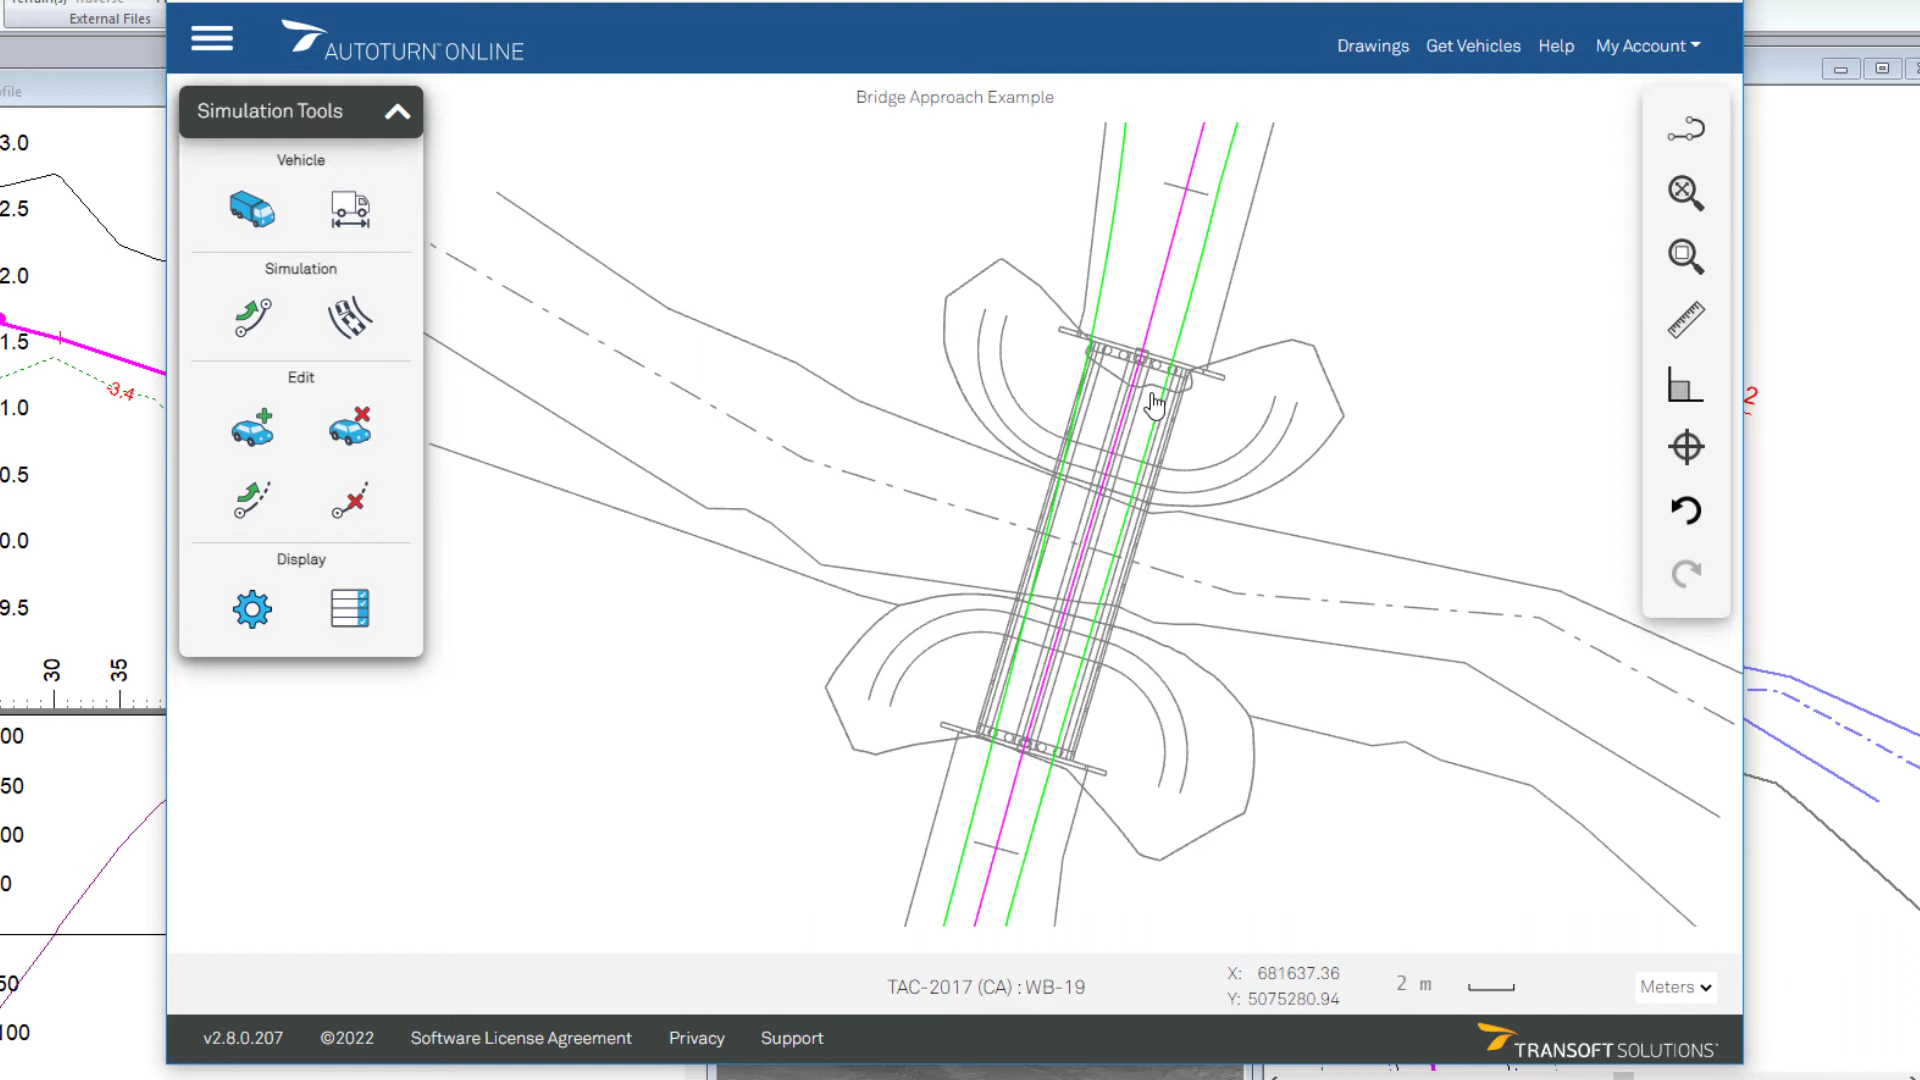 External Files
AUTOTURN ONLINE
Drawings Get Vehicles Help My Account
Simulation Tools
Bridge Approach Example
Vehicle
Simulation
Edit
Display
3.0
2.5
2.0
1.5
1.0
0.5
0.0
9.5
-3.4
30 35
00
50
00
0
50
100
2
TAC-2017 (CA) : WB-19
X: 681637.36
Y: 5075280.94
2 m
Meters
v2.8.0.207 ©2022 Software License Agreement Privacy Support
TRANSOFT SOLUTIONS